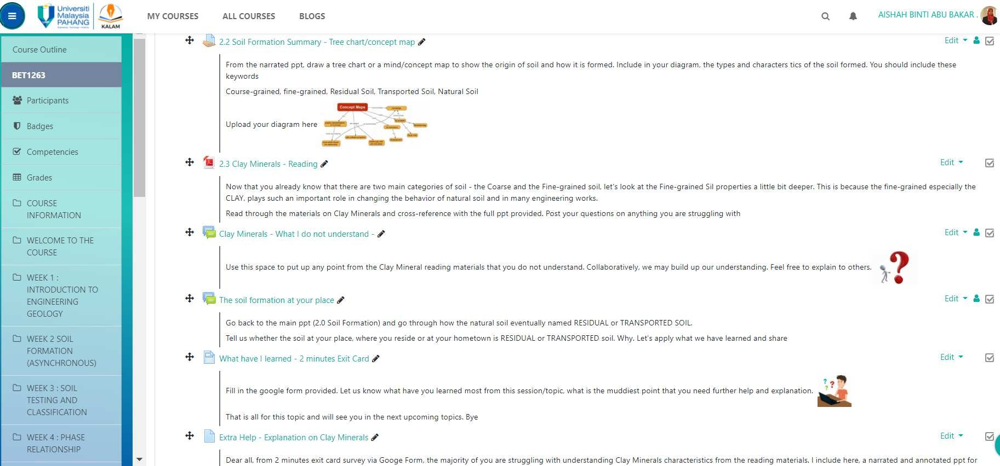 Universiti
Malaysia
PAHANG
KALAM
MY COURSES
ALL COURSES
BLOGS
AISHAH BINTI ABU BAKAR .
Course Outline
BET1263
Participants
Badges
Competencies
Grades
COURSE
INFORMATION
WELCOME TO THE
COURSE
WEEK 1 :
INTRODUCTION TO
ENGINEERING
GEOLOGY
WEEK 2 SOIL
FORMATION
(ASYNCHRONOUS)
WEEK 3 : SOIL
TESTING AND
CLASSIFICATION
WEEK 4 : PHASE
RELATIONSHIP
2.2 Soil Formation Summary - Tree chart/concept map
Edit
From the narrated ppt, draw a tree chart or a mind/concept map to show the origin of soil and how it is formed. Include in your diagram, the types and characters tics of the soil formed. You should include these
keywords
Course-grained, fine-grained, Residual Soil, Transported Soil, Natural Soil
Upload your diagram here
Concept Maps
2.3 Clay Minerals - Reading
Edit
Now that you already know that there are two main categories of soil - the Coarse and the Fine-grained soil, let's look at the Fine-grained Sil properties a little bit deeper. This is because the fine-grained especially the
CLAY, plays such an important role in changing the behavior of natural soil and in many engineering works.
Read through the materials on Clay Minerals and cross-reference with the full ppt provided. Post your questions on anything you are struggling with
Clay Minerals - What I do not understand -
Edit
Use this space to put up any point from the Clay Mineral reading materials that you do not understand. Collaboratively, we may build up our understanding. Feel free to explain to others.
The soil formation at your place
Edit
Go back to the main ppt (2.0 Soil Formation) and go through how the natural soil eventually named RESIDUAL or TRANSPORTED SOIL.
Tell us whether the soil at your place, where you reside or at your hometown is RESIDUAL or TRANSPORTED soil. Why. Let's apply what we have learned and share
What have I learned - 2 minutes Exit Card
Edit
Fill in the google form provided. Let us know what have you learned most from this session/topic, what is the muddiest point that you need further help and explanation.
That is all for this topic and will see you in the next upcoming topics. Bye
Extra Help - Explanation on Clay Minerals
Edit
Dear all, from 2 minutes exit card survey via Googe Form, the majority of you are struggling with understanding Clay Minerals characteristics from the reading materials. I include here, a narrated and annotated ppt for